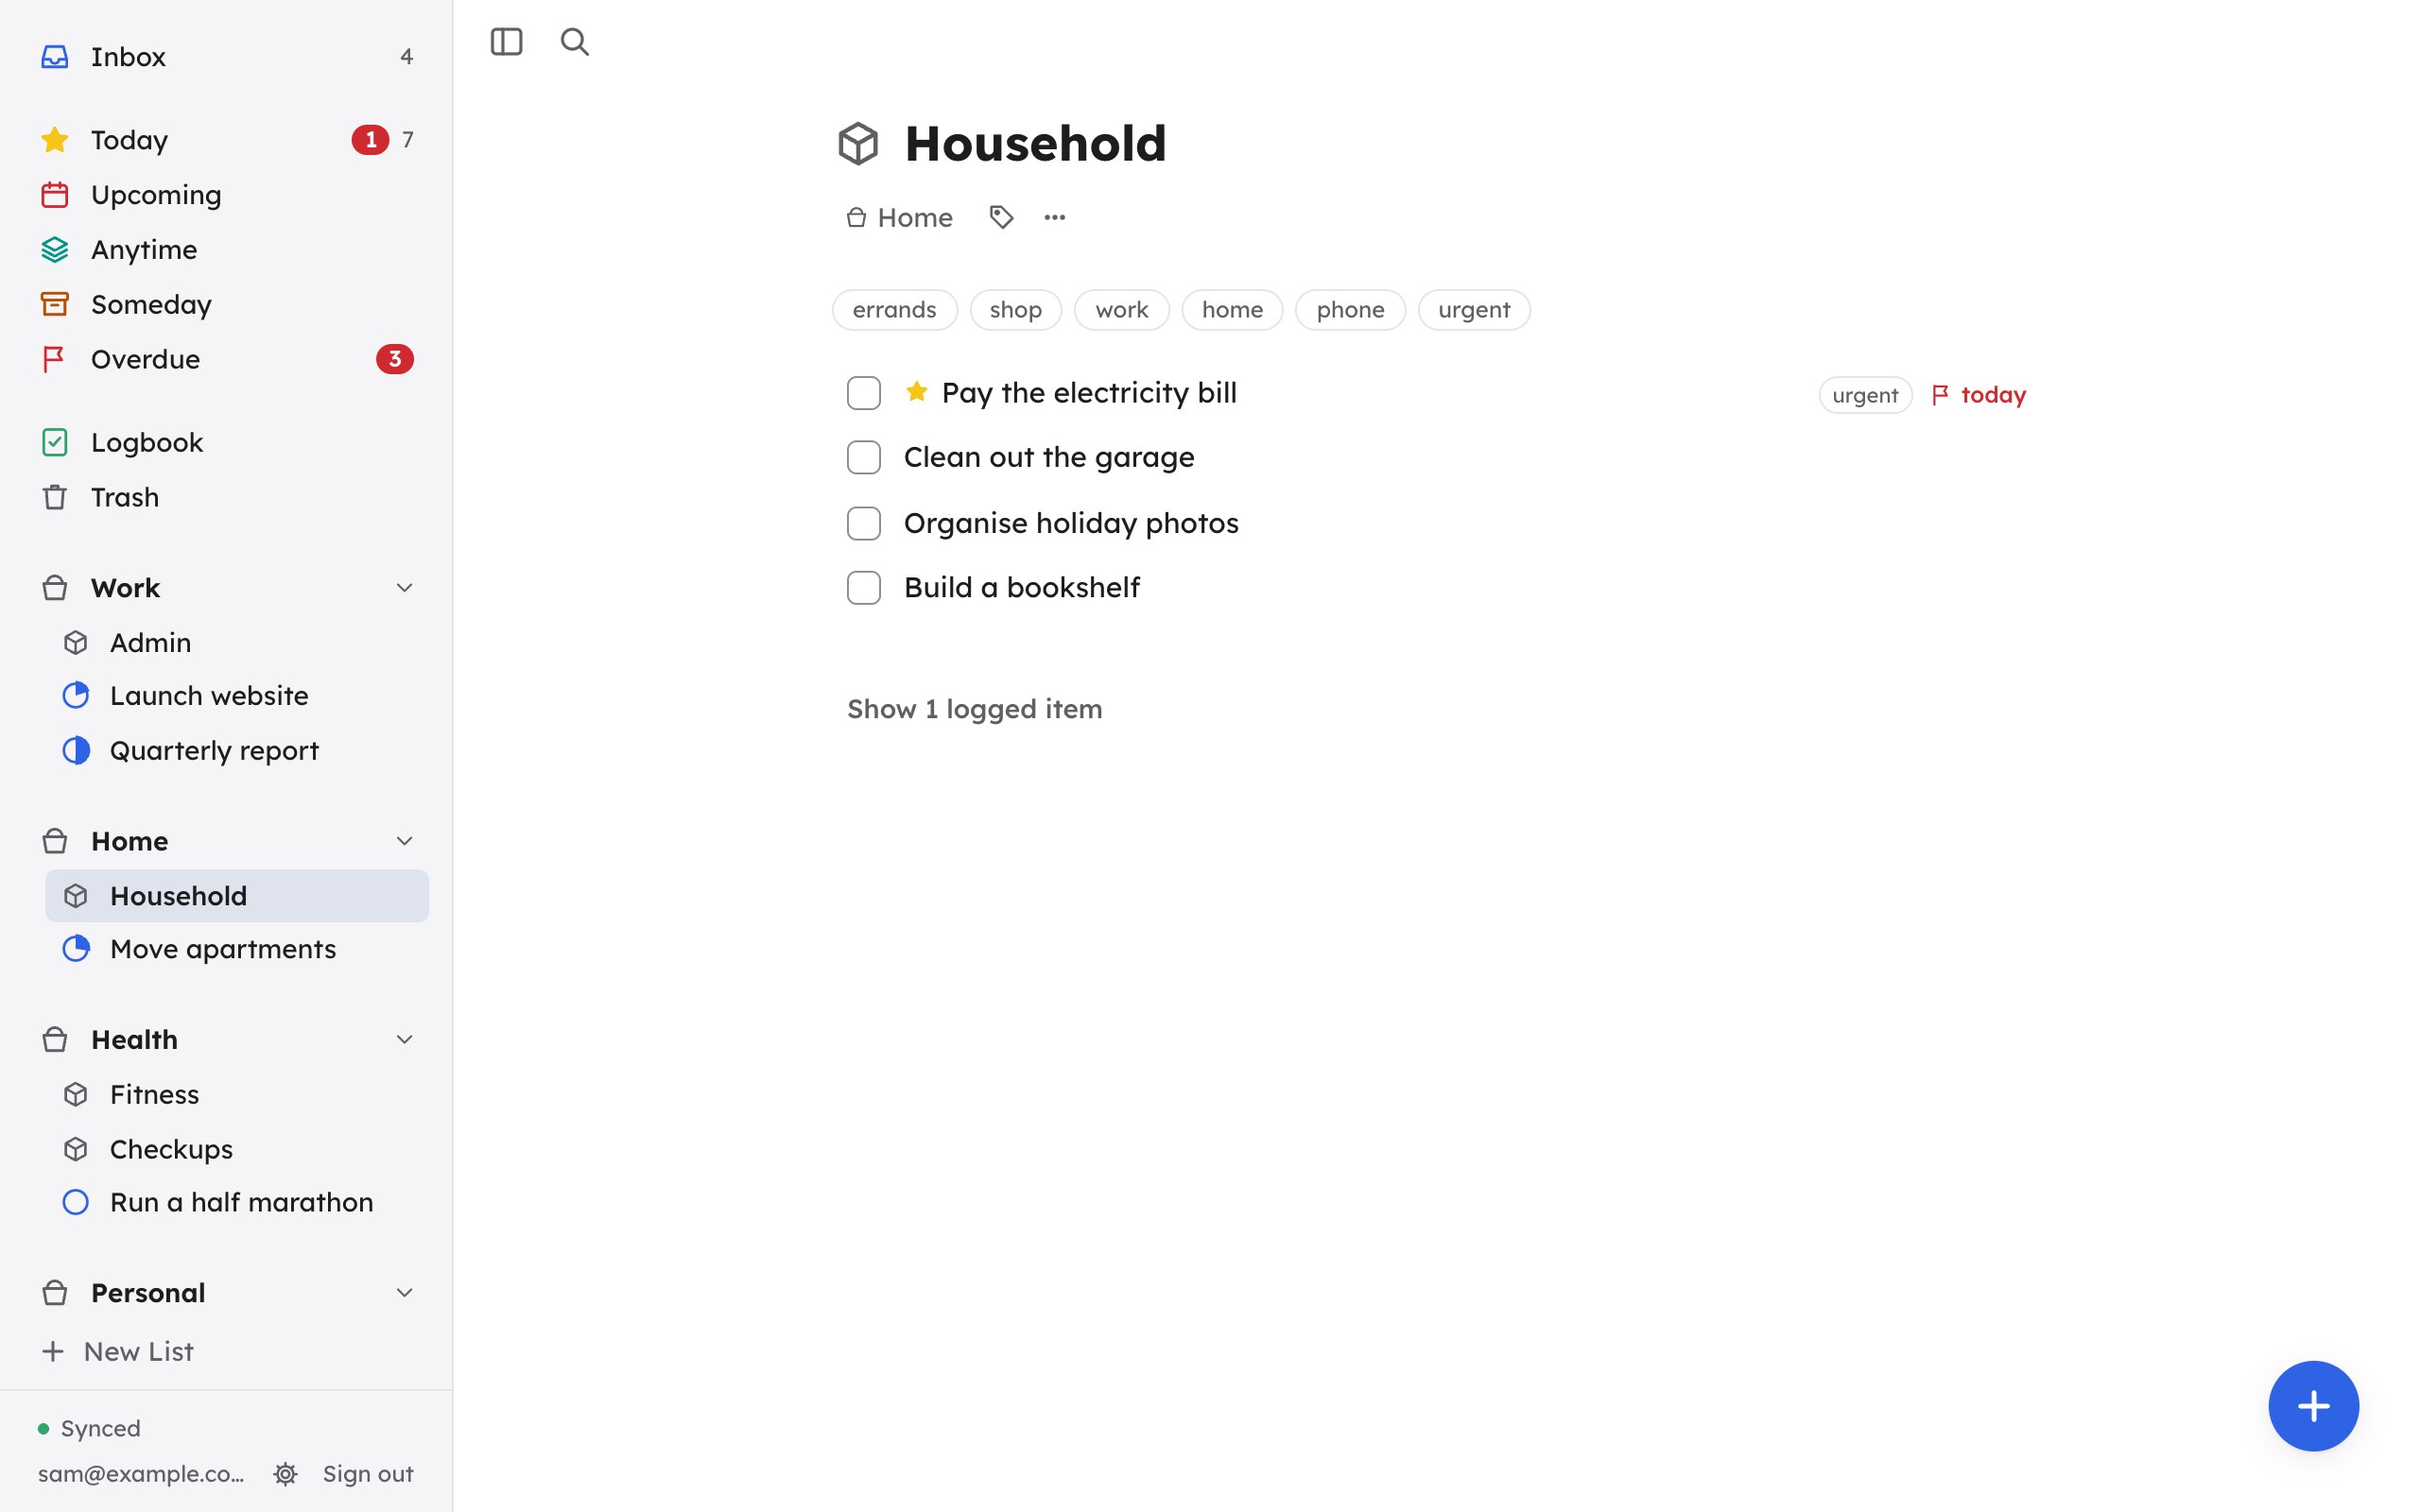 Inbox 4
Today 1 7
Upcoming
Anytime
Someday
Overdue 3
Logbook
Trash
Work
Admin
Launch website
Quarterly report
Home
Household
Move apartments
Health
Fitness
Checkups
Run a half marathon
Personal
New List
Synced
sam@example.co… Sign out
Household
Home
errands shop work home phone urgent
Pay the electricity bill urgent today
Clean out the garage
Organise holiday photos
Build a bookshelf
Show 1 logged item